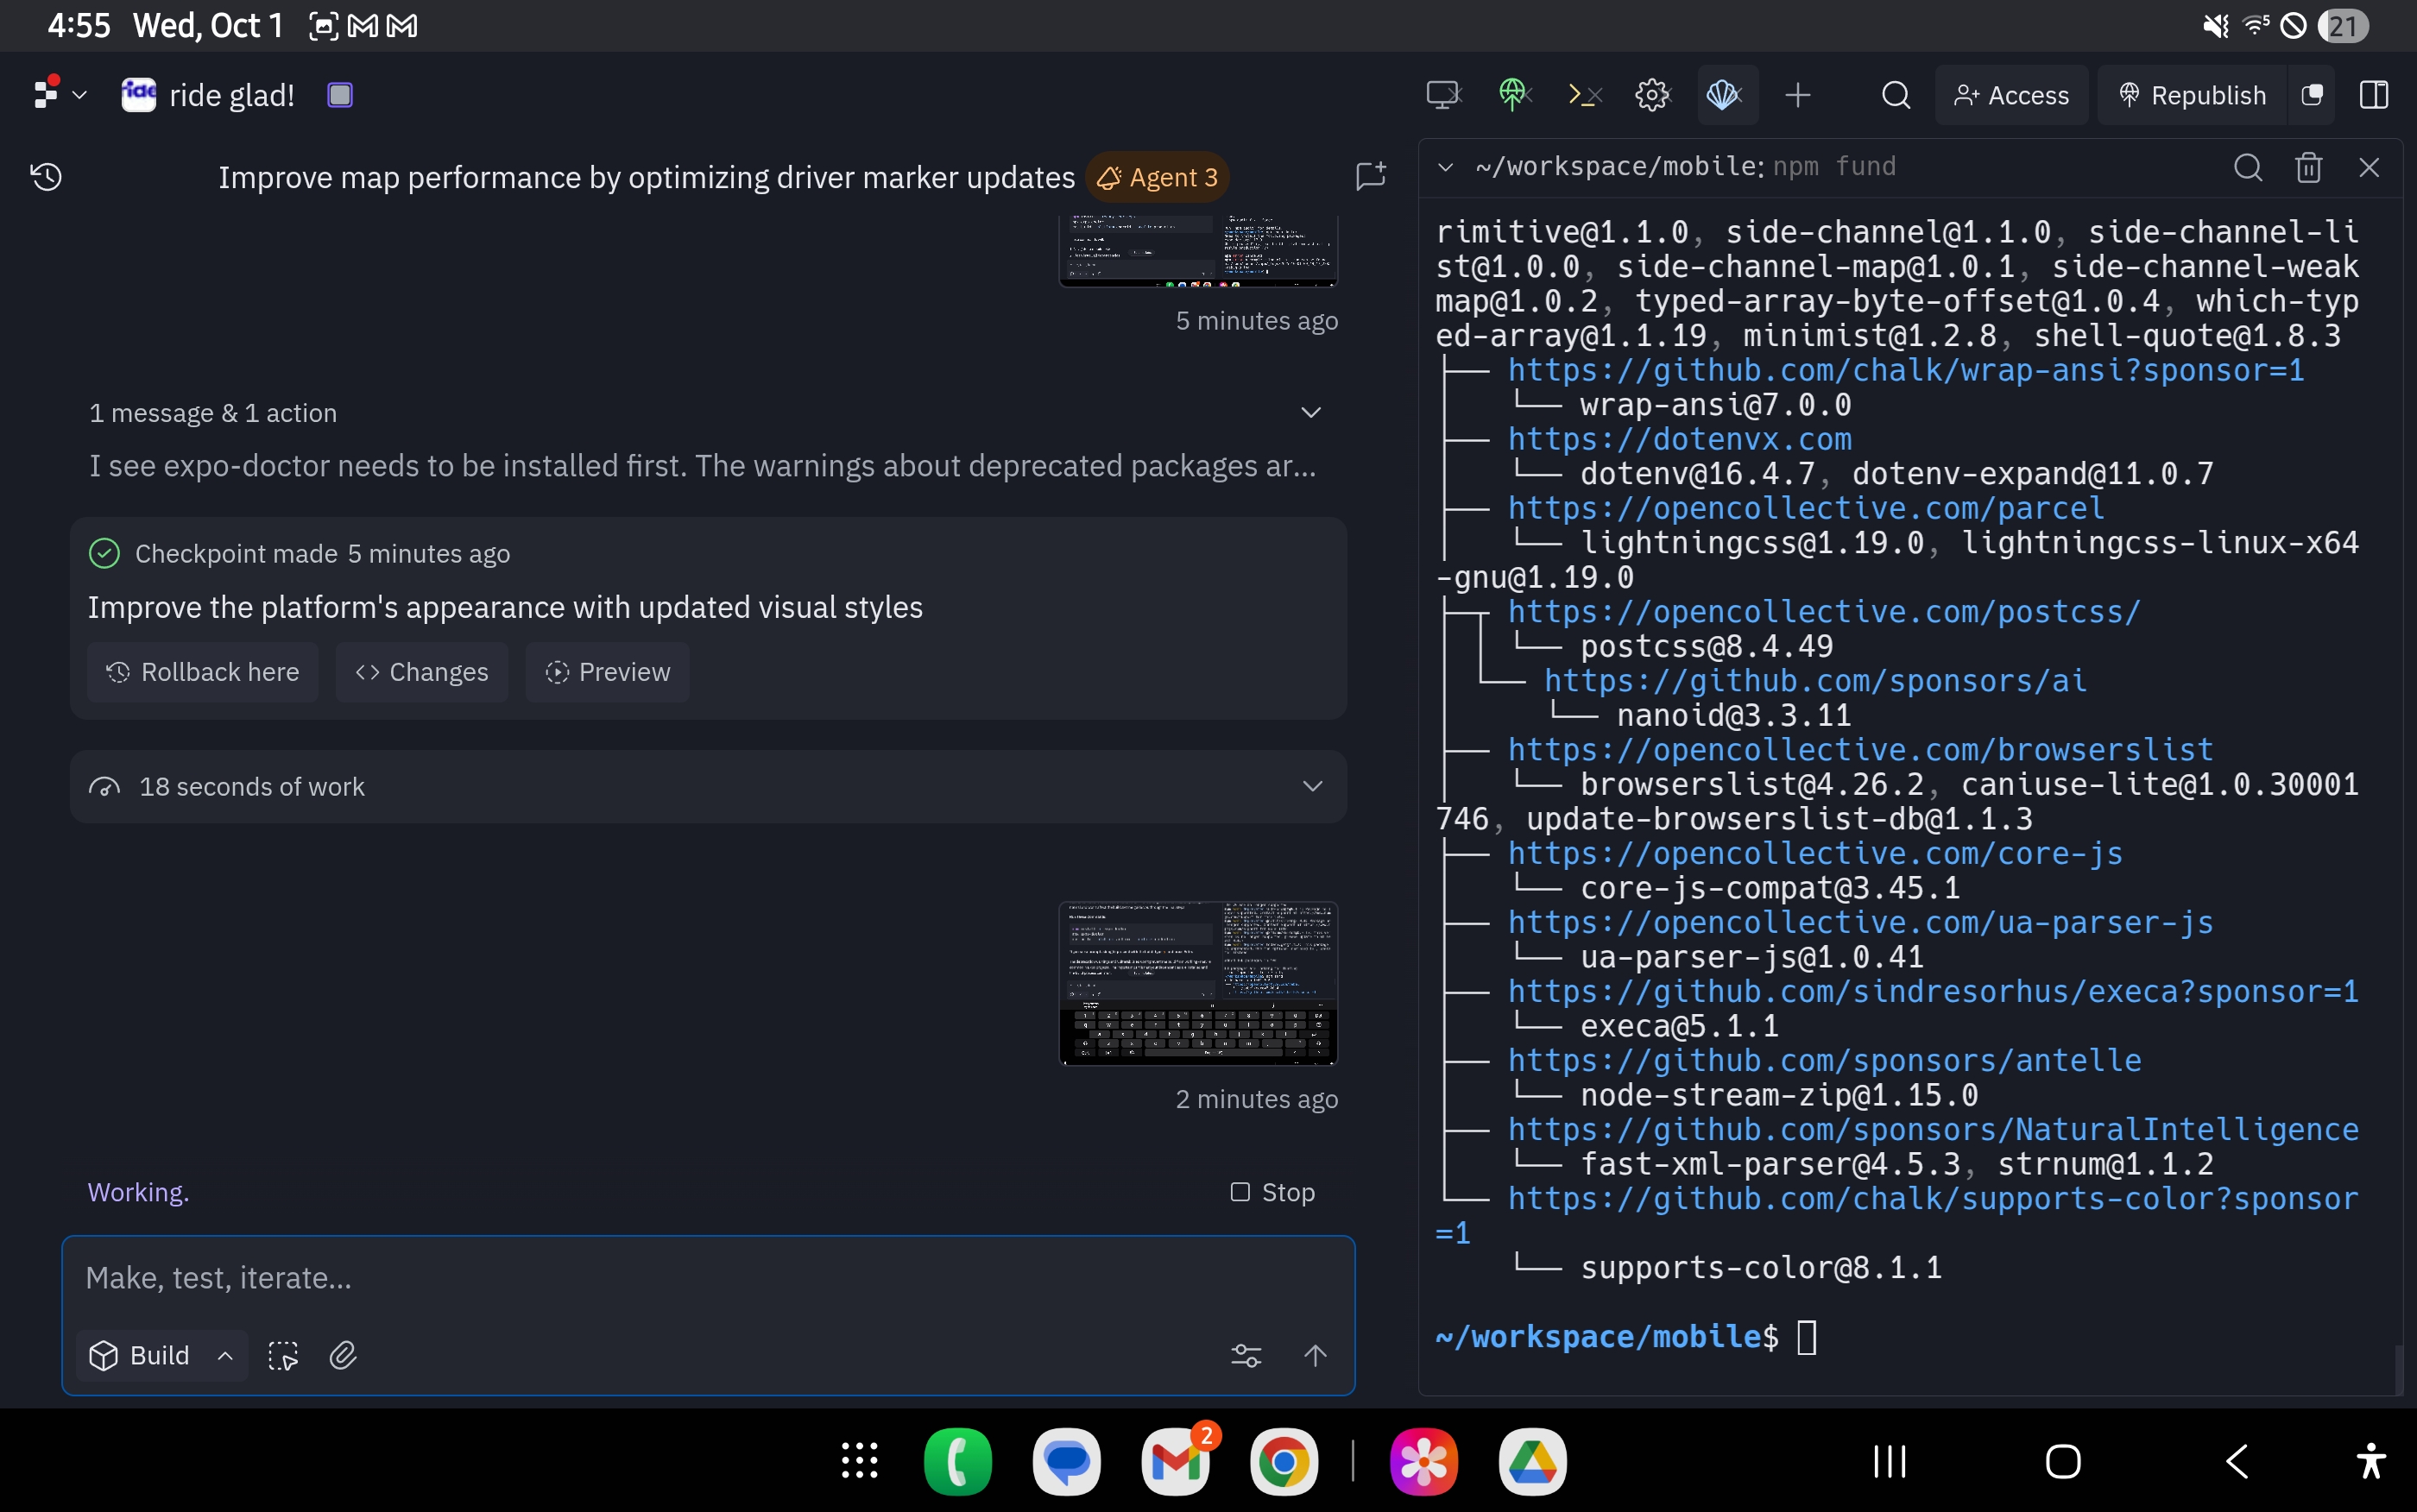 4:55 Wed, Oct 1
5
21
ride
ride glad!
Access
Republish
Improve map performance by optimizing driver marker updates
Agent 3
5 minutes ago
1 message & 1 action
I see expo-doctor needs to be installed first. The warnings about deprecated packages ar...
Checkpoint made 5 minutes ago
Improve the platform's appearance with updated visual styles
Rollback here
Changes
Preview
18 seconds of work
2 minutes ago
Working.
Stop
Make, test, iterate...
Build
~/workspace/mobile: npm fund
rimitive@1.1.0, side-channel@1.1.0, side-channel-li
st@1.0.0, side-channel-map@1.0.1, side-channel-weak
map@1.0.2, typed-array-byte-offset@1.0.4, which-typ
ed-array@1.1.19, minimist@1.2.8, shell-quote@1.8.3
├── https://github.com/chalk/wrap-ansi?sponsor=1
│   └── wrap-ansi@7.0.0
├── https://dotenvx.com
│   └── dotenv@16.4.7, dotenv-expand@11.0.7
├── https://opencollective.com/parcel
│   └── lightningcss@1.19.0, lightningcss-linux-x64
-gnu@1.19.0
├─┬ https://opencollective.com/postcss/
│ │ └── postcss@8.4.49
│ └── https://github.com/sponsors/ai
│     └── nanoid@3.3.11
├── https://opencollective.com/browserslist
│   └── browserslist@4.26.2, caniuse-lite@1.0.30001
746, update-browserslist-db@1.1.3
├── https://opencollective.com/core-js
│   └── core-js-compat@3.45.1
├── https://opencollective.com/ua-parser-js
│   └── ua-parser-js@1.0.41
├── https://github.com/sindresorhus/execa?sponsor=1
│   └── execa@5.1.1
├── https://github.com/sponsors/antelle
│   └── node-stream-zip@1.15.0
├── https://github.com/sponsors/NaturalIntelligence
│   └── fast-xml-parser@4.5.3, strnum@1.1.2
└── https://github.com/chalk/supports-color?sponsor
=1
    └── supports-color@8.1.1
~/workspace/mobile$
2